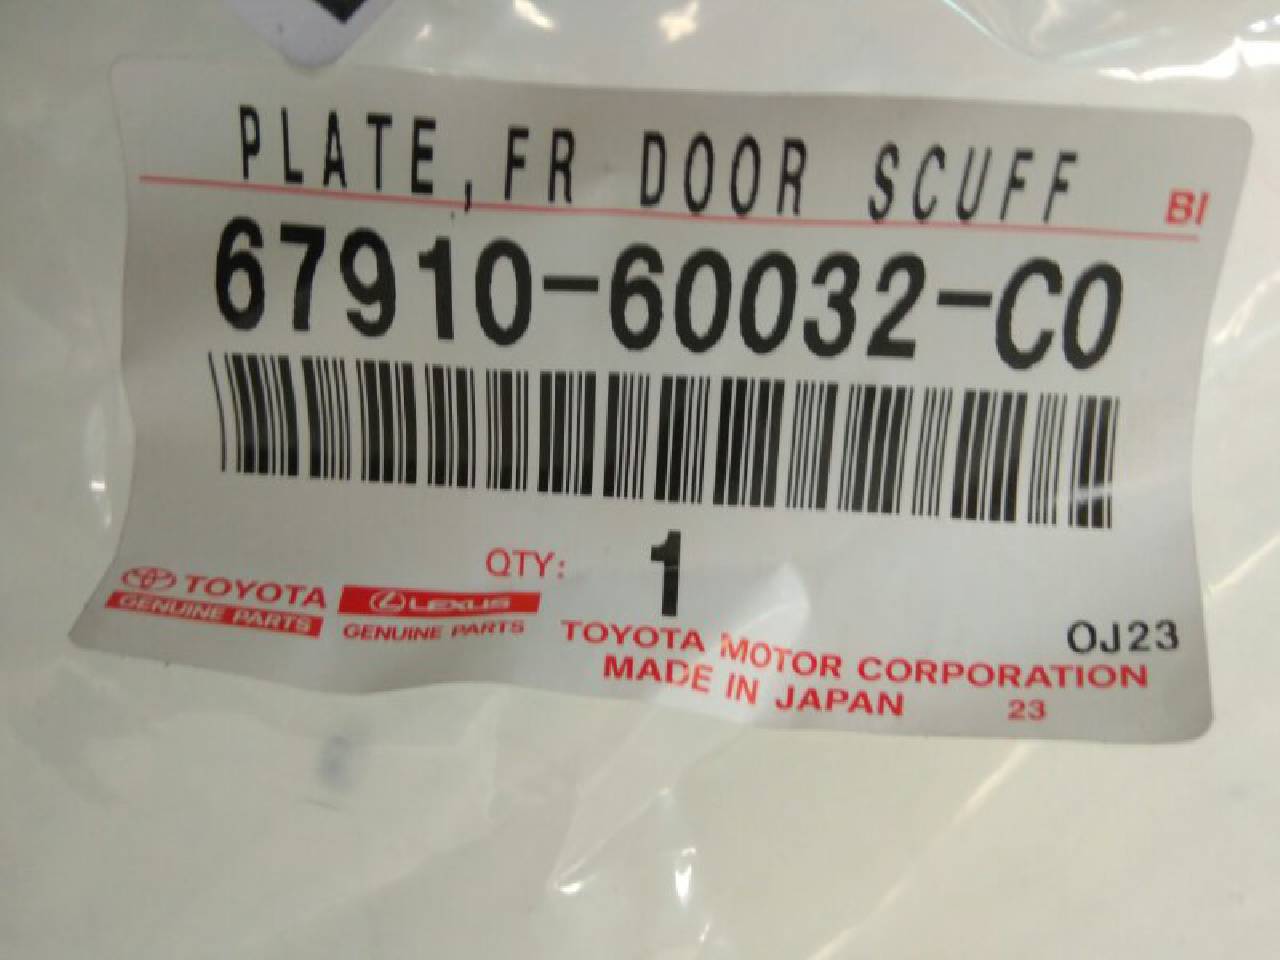 PLATE, FR DOOR SCUFF
BI
67910-60032-C0
QTY: 1
TOYOTA
GENUINE PARTS
LEXUS
GENUINE PARTS
TOYOTA MOTOR CORPORATION
MADE IN JAPAN
23
OJ23